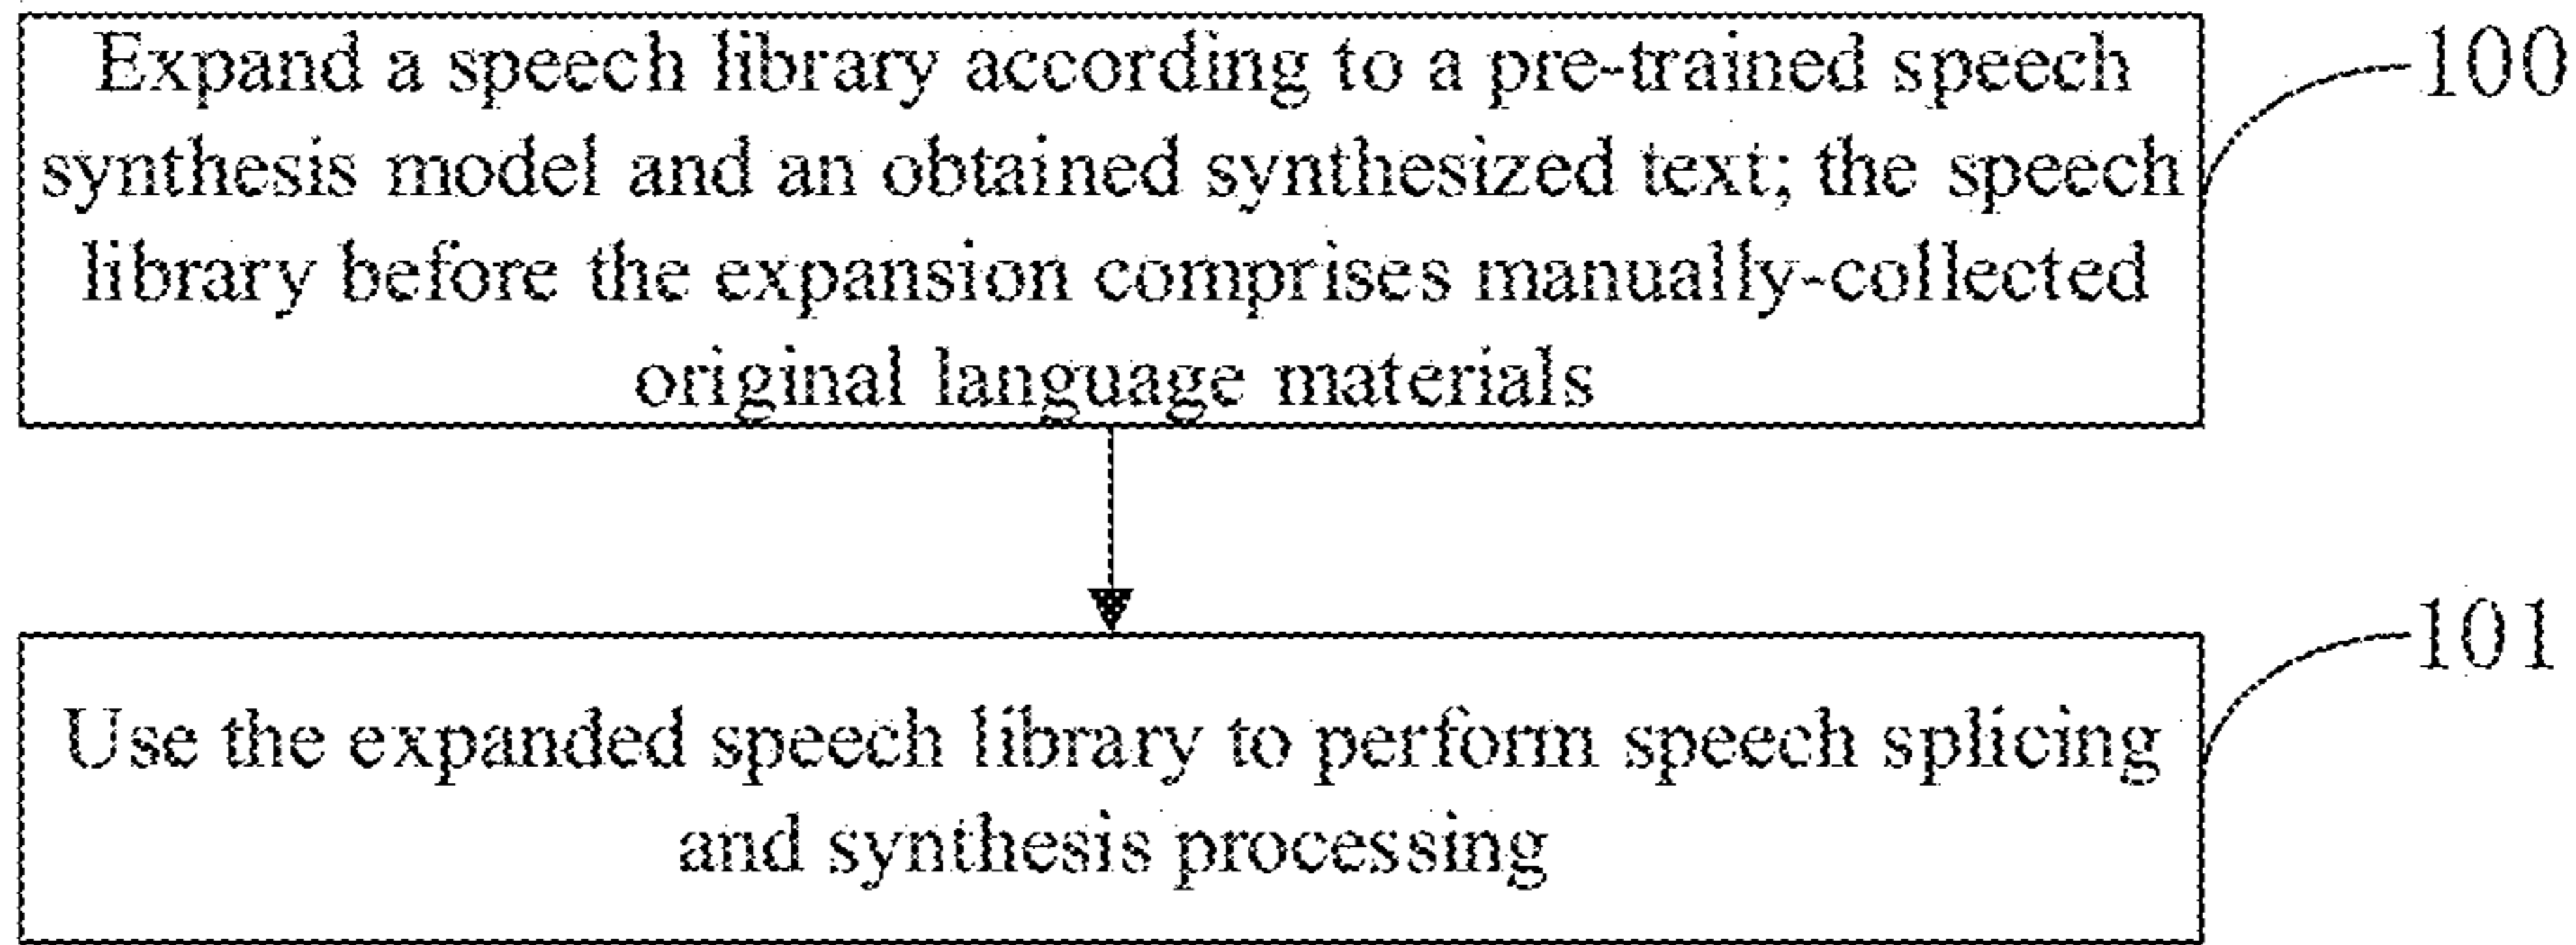 Expand a speech library according to a pre-trained speech
synthesis model and an obtained synthesized text; the speech
library before the expansion comprises manually-collected
original language materials
100
Use the expanded speech library to perform speech splicing
and synthesis processing
101